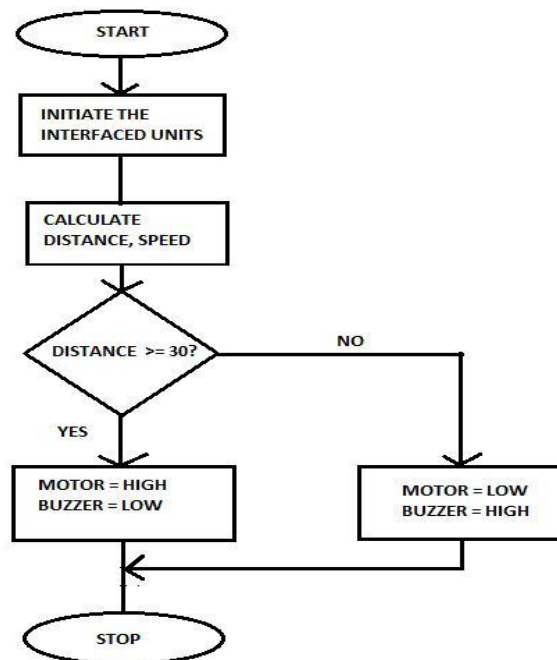 START
INITIATE THE
INTERFACED UNITS
CALCULATE
DISTANCE, SPEED
DISTANCE >= 30?
NO
YES
MOTOR = HIGH
BUZZER = LOW
MOTOR = LOW
BUZZER = HIGH
STOP